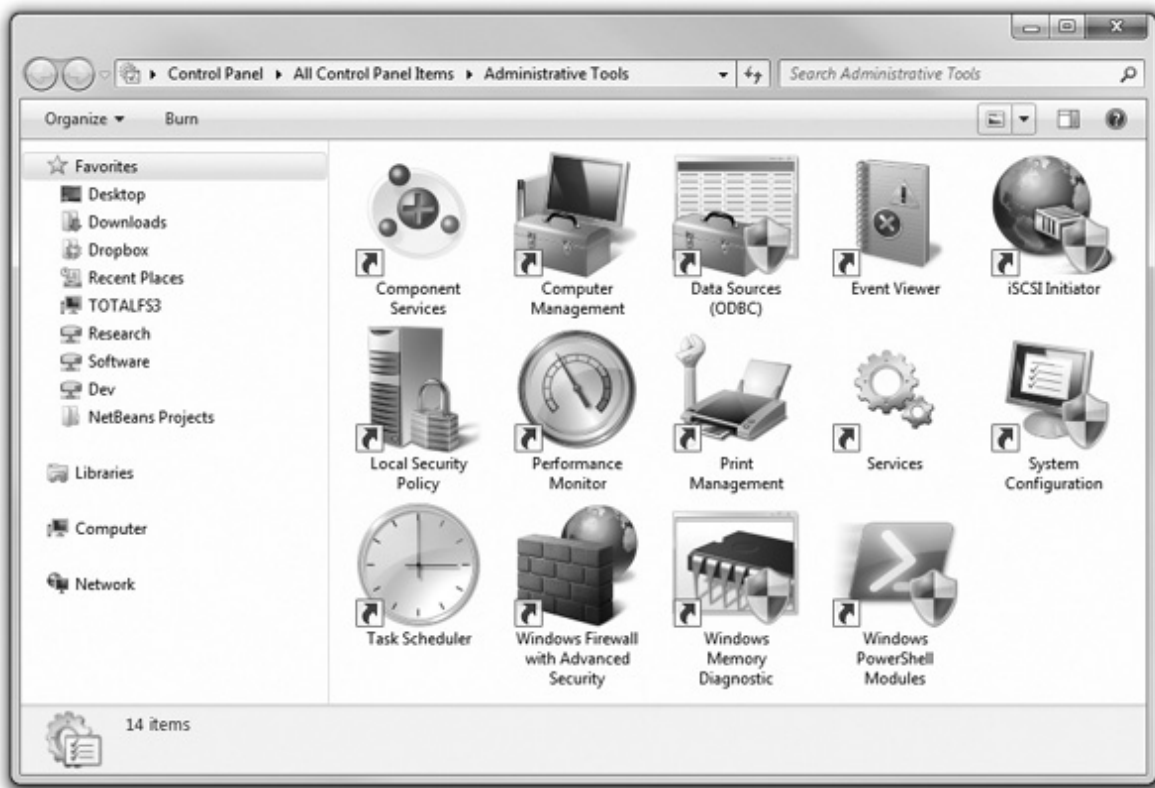 Control Panel ▸ All Control Panel Items ▸ Administrative Tools
Search Administrative Tools
Organize
Burn
Favorites
Desktop
Downloads
Dropbox
Recent Places
TOTALFS3
Research
Software
Dev
NetBeans Projects
Libraries
Computer
Network
Component
Services
Computer
Management
Data Sources
(ODBC)
Event Viewer
iSCSI Initiator
Local Security
Policy
Performance
Monitor
Print
Management
Services
System
Configuration
Task Scheduler
Windows Firewall
with Advanced
Security
Windows
Memory
Diagnostic
Windows
PowerShell
Modules
14 items